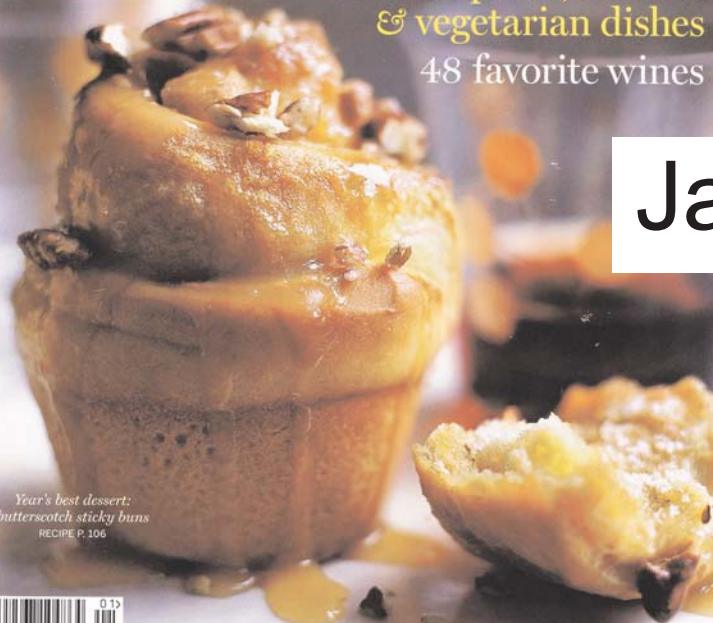 & vegetarian dishes
48 favorite wines
Ja
Year's best dessert:
butterscotch sticky buns
RECIPE P. 106
01>